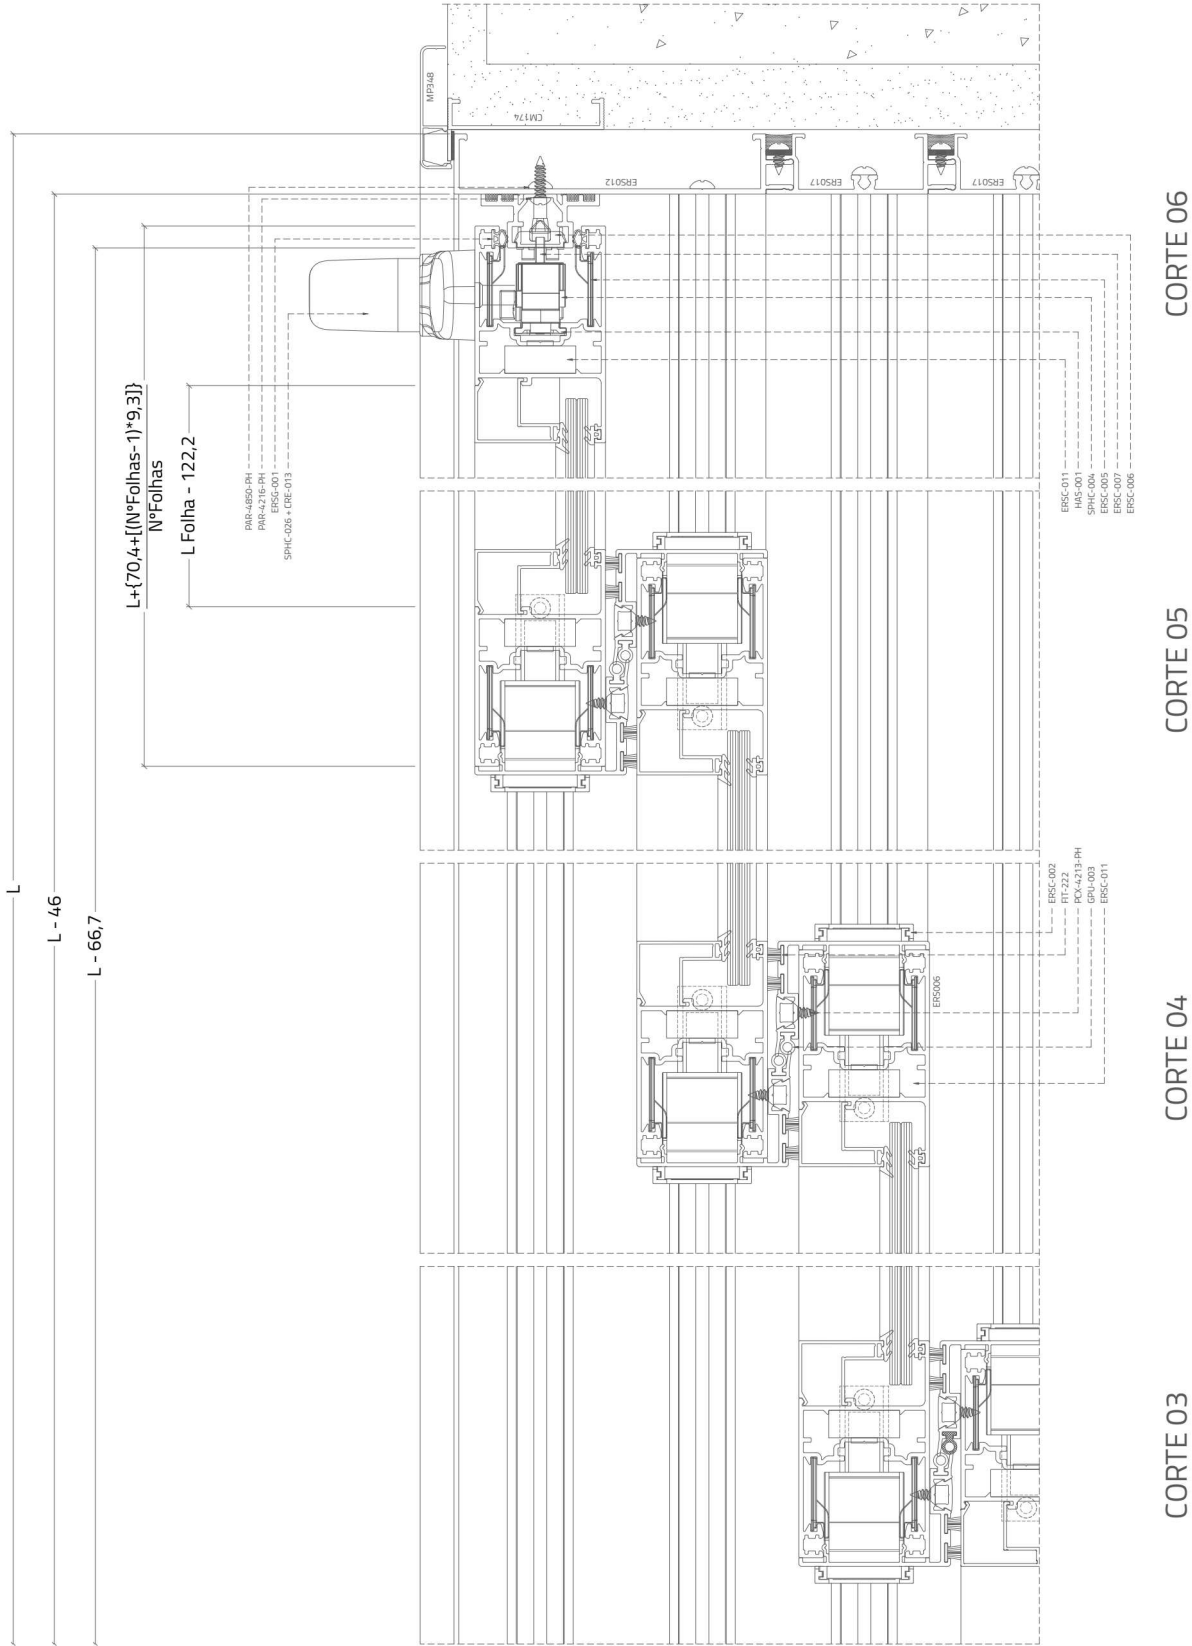 L
L - 46
L - 66,7
L+{70,4+[(N°Folhas-1)*9,3]}
N°Folhas
L Folha - 122,2
PAR-4850-PH
PAR-4216-PH
ERSG-001
SPHC-026 + CRE-013
MP348
CM174
ERS012
ERS017
ERS017
ERSC-011
HAS-001
SPHC-004
ERSC-005
ERSC-007
ERSC-006
ERSC-002
FIT-222
PCX-4213-PH
GPU-003
ERSC-011
ERS006
CORTE 03
CORTE 04
CORTE 05
CORTE 06